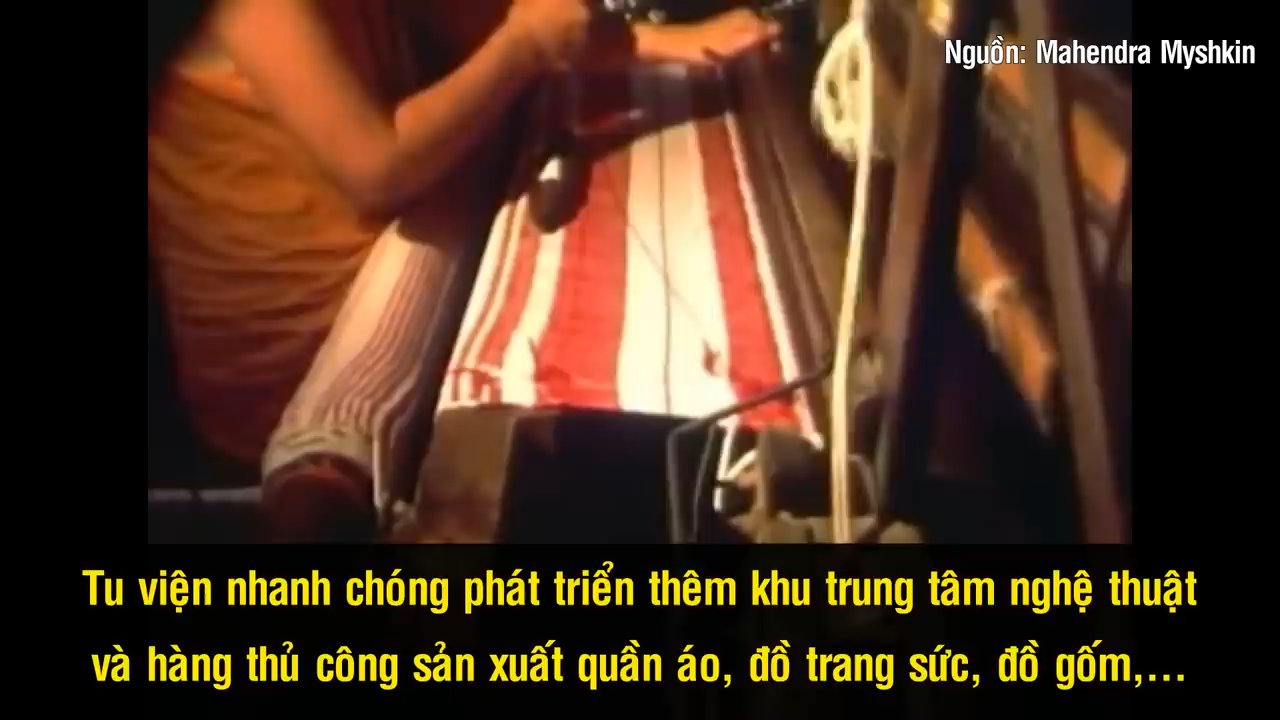 Nguồn: Mahendra Myshkin
Tu viện nhanh chóng phát triển thêm khu trung tâm nghệ thuật
và hàng thủ công sản xuất quần áo, đồ trang sức, đồ gốm,...